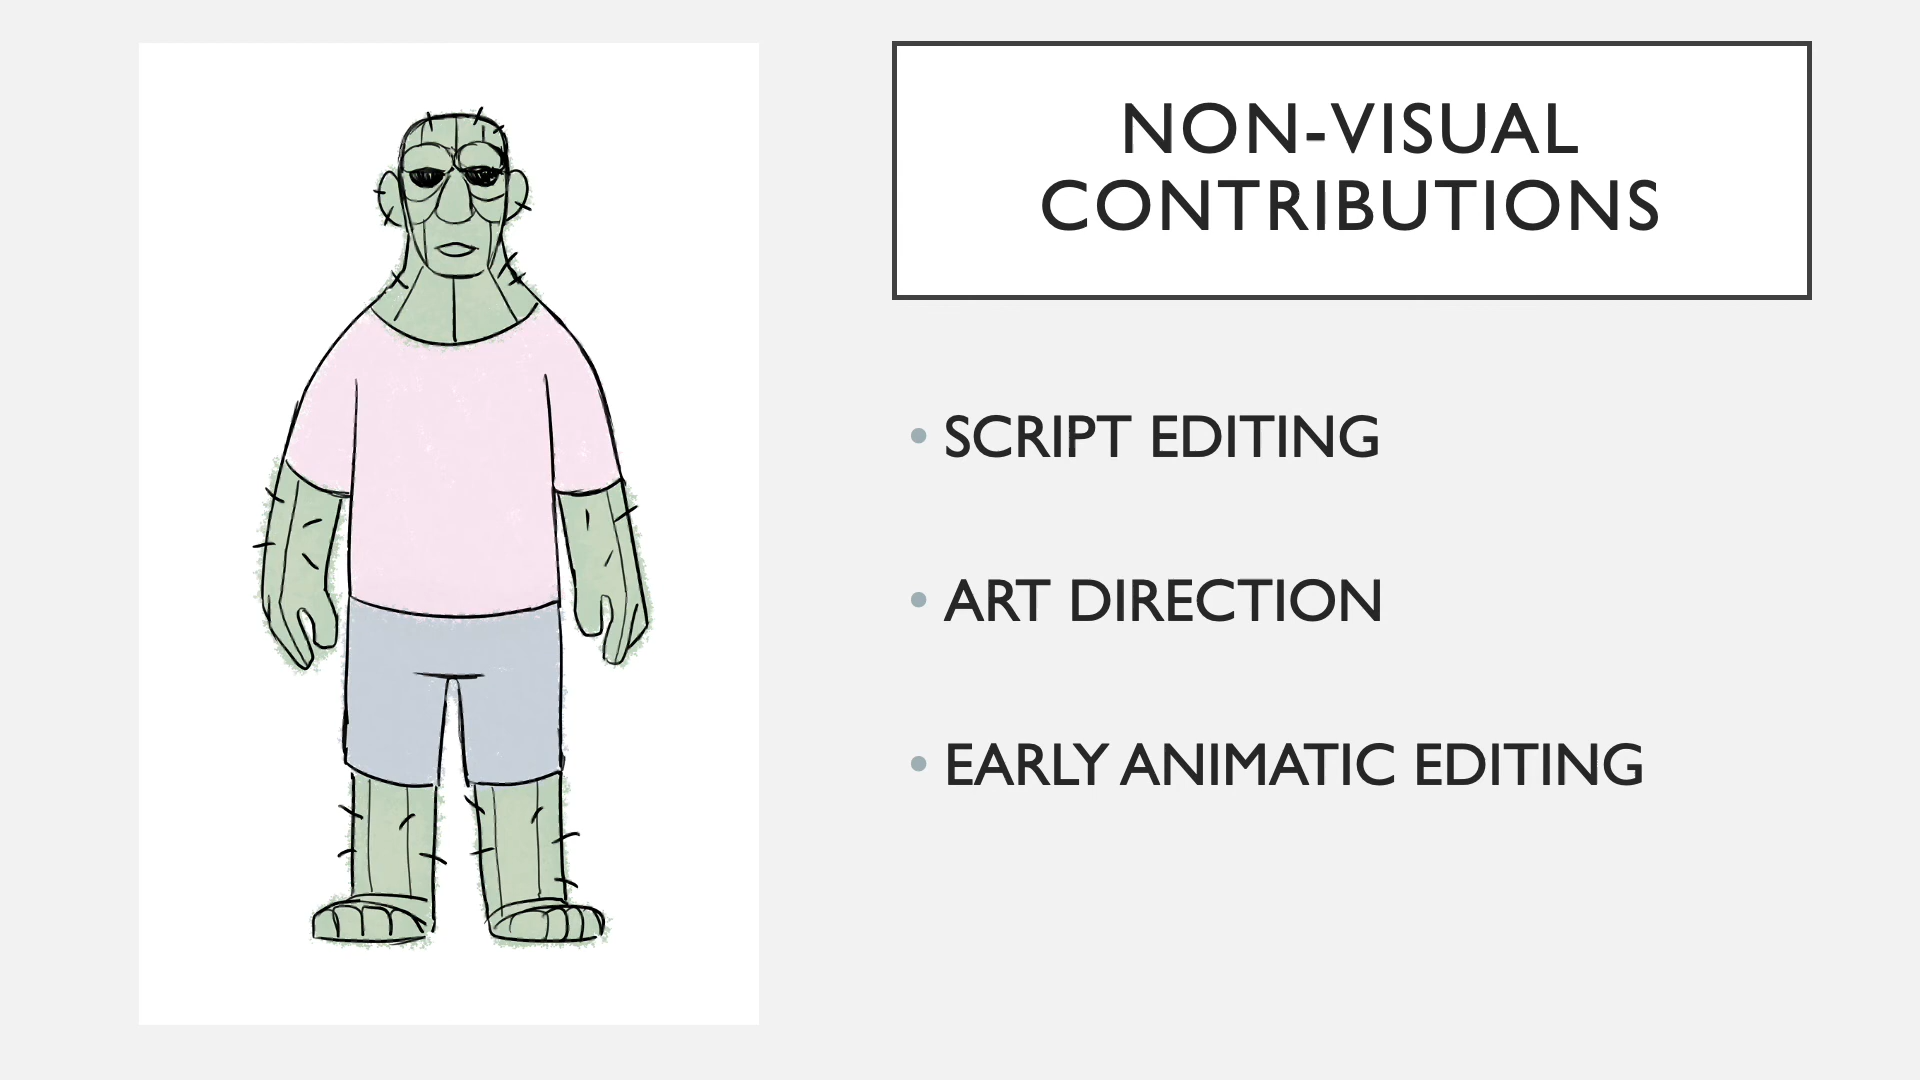 NON-VISUAL
CONTRIBUTIONS
• SCRIPT EDITING
• ART DIRECTION
• EARLY ANIMATIC EDITING